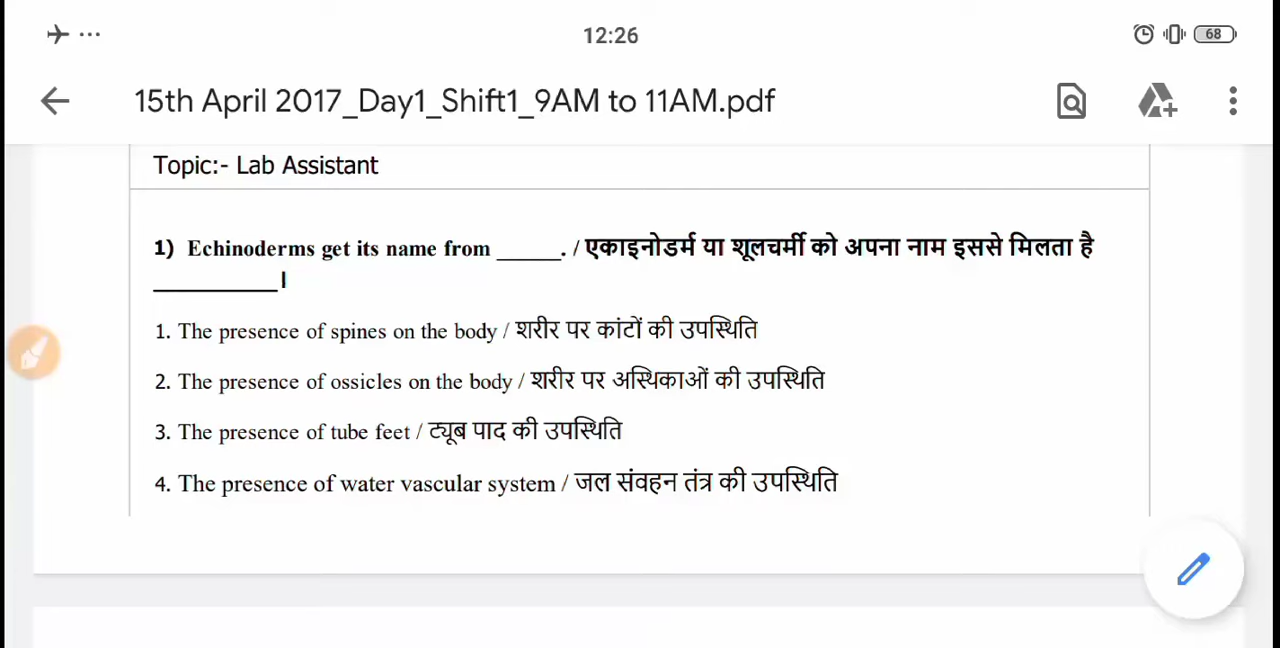 12:26
68
15th April 2017_Day1_Shift1_9AM to 11AM.pdf
Topic:- Lab Assistant
1) Echinoderms get its name from ______. / एकाइनोडर्म या शूलचर्मी को अपना नाम इससे मिलता है
___________।
1. The presence of spines on the body / शरीर पर कांटों की उपस्थिति
2. The presence of ossicles on the body / शरीर पर अस्थिकाओं की उपस्थिति
3. The presence of tube feet / ट्यूब पाद की उपस्थिति
4. The presence of water vascular system / जल संवहन तंत्र की उपस्थिति